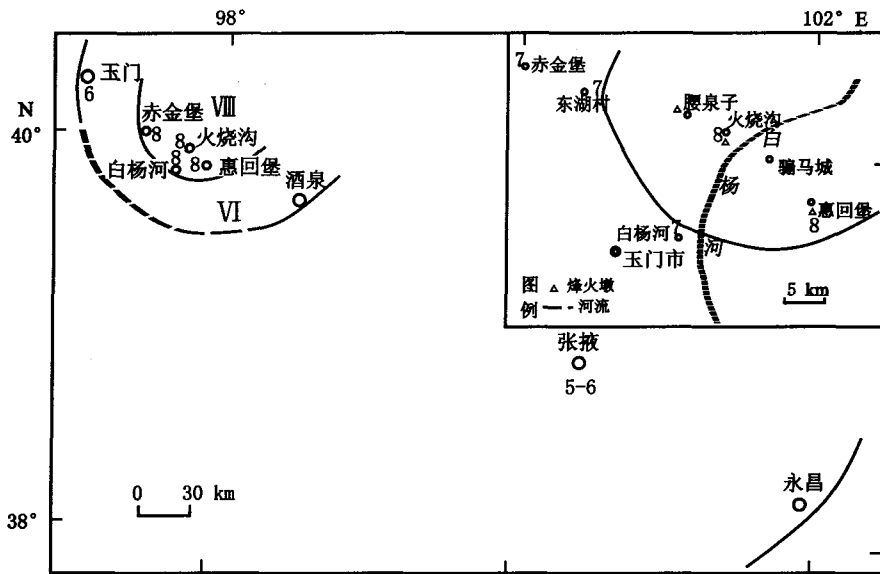 98°
102° E
N
40°
38°
玉门
6
赤金堡
8
Ⅷ
8
火烧沟
8
白杨河
8
惠回堡
酒泉
Ⅵ
7
赤金堡
7
东湖村
腰泉子
火烧沟
8
白
杨
河
骟马城
惠回堡
8
白杨河
7
玉门市
图 烽火墩
例 河流
5 km
张掖
5-6
永昌
0 30 km